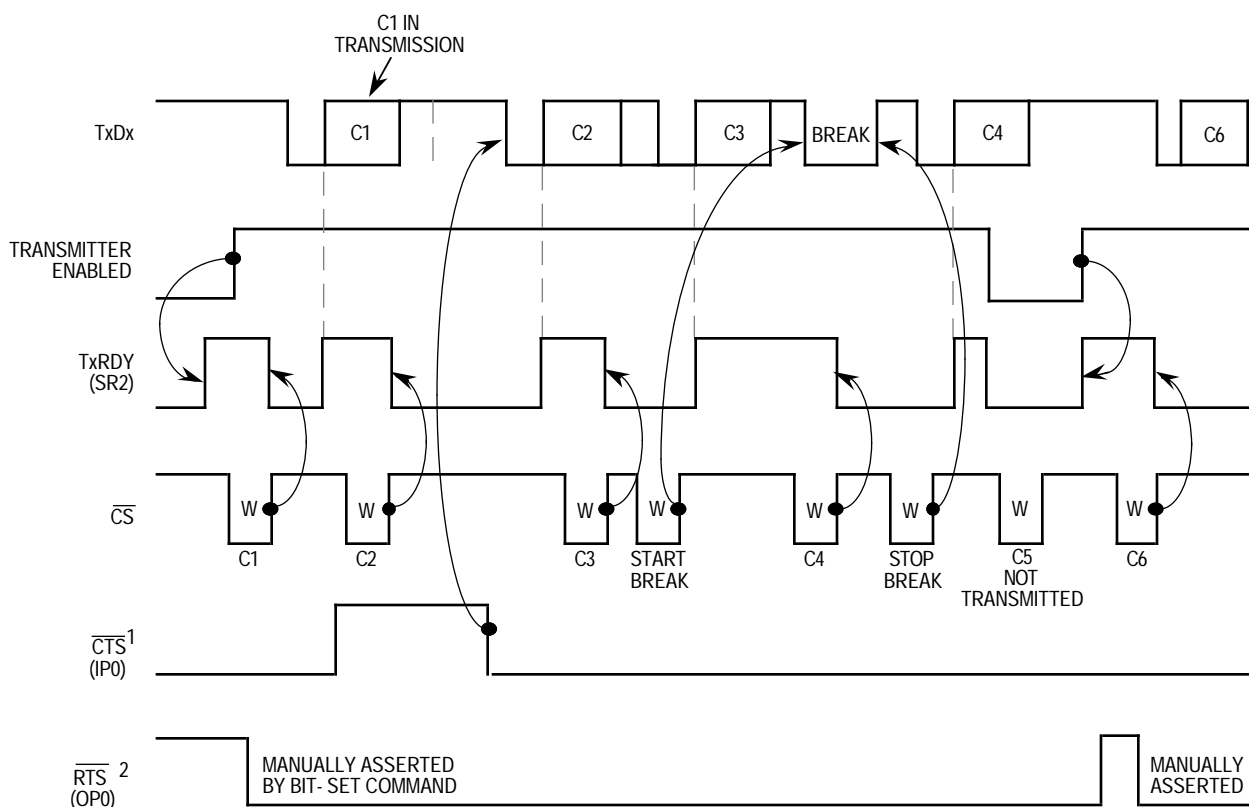 C1 IN
TRANSMISSION
TxDx
C1
C2
C3
BREAK
C4
C6
TRANSMITTER
ENABLED
TxRDY
(SR2)
CS
W
W
W
W
W
W
W
W
C1
C2
C3
START
BREAK
C4
STOP
BREAK
C5
NOT
TRANSMITTED
C6
CTS 1
(IP0)
RTS 2
(OP0)
MANUALLY ASSERTED
BY BIT- SET COMMAND
MANUALLY
ASSERTED